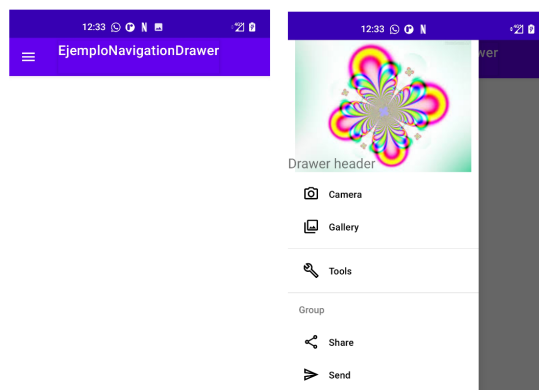 12:33
EjemploNavigationDrawer
12:33
wer
Drawer header
Camera
Gallery
Tools
Group
Share
Send